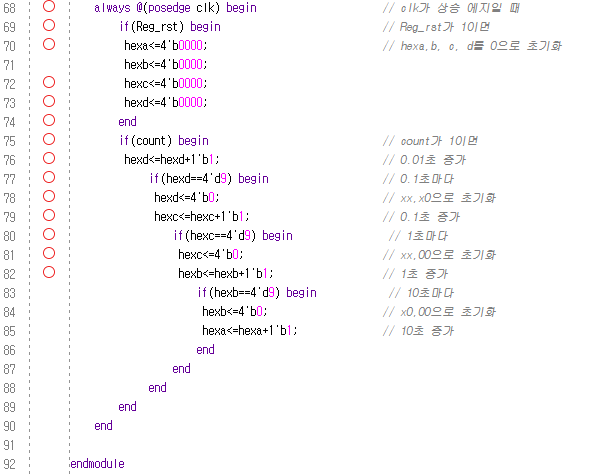 68 always @(posedge clk) begin // clk가 상승 에지일 때
69 if(Reg_rst) begin // Reg_rst가 1이면
70 hexa<=4'b0000; // hexa,b, c, d를 0으로 초기화
71 hexb<=4'b0000;
72 hexc<=4'b0000;
73 hexd<=4'b0000;
74 end
75 if(count) begin // count가 1이면
76 hexd<=hexd+1'b1; // 0.01초 증가
77 if(hexd==4'd9) begin // 0.1초마다
78 hexd<=4'b0; // xx.x0으로 초기화
79 hexc<=hexc+1'b1; // 0.1초 증가
80 if(hexc==4'd9) begin // 1초마다
81 hexc<=4'b0; // xx.00으로 초기화
82 hexb<=hexb+1'b1; // 1초 증가
83 if(hexb==4'd9) begin // 10초마다
84 hexb<=4'b0; // x0.00으로 초기화
85 hexa<=hexa+1'b1; // 10초 증가
86 end
87 end
88 end
89 end
90 end
91
92 endmodule